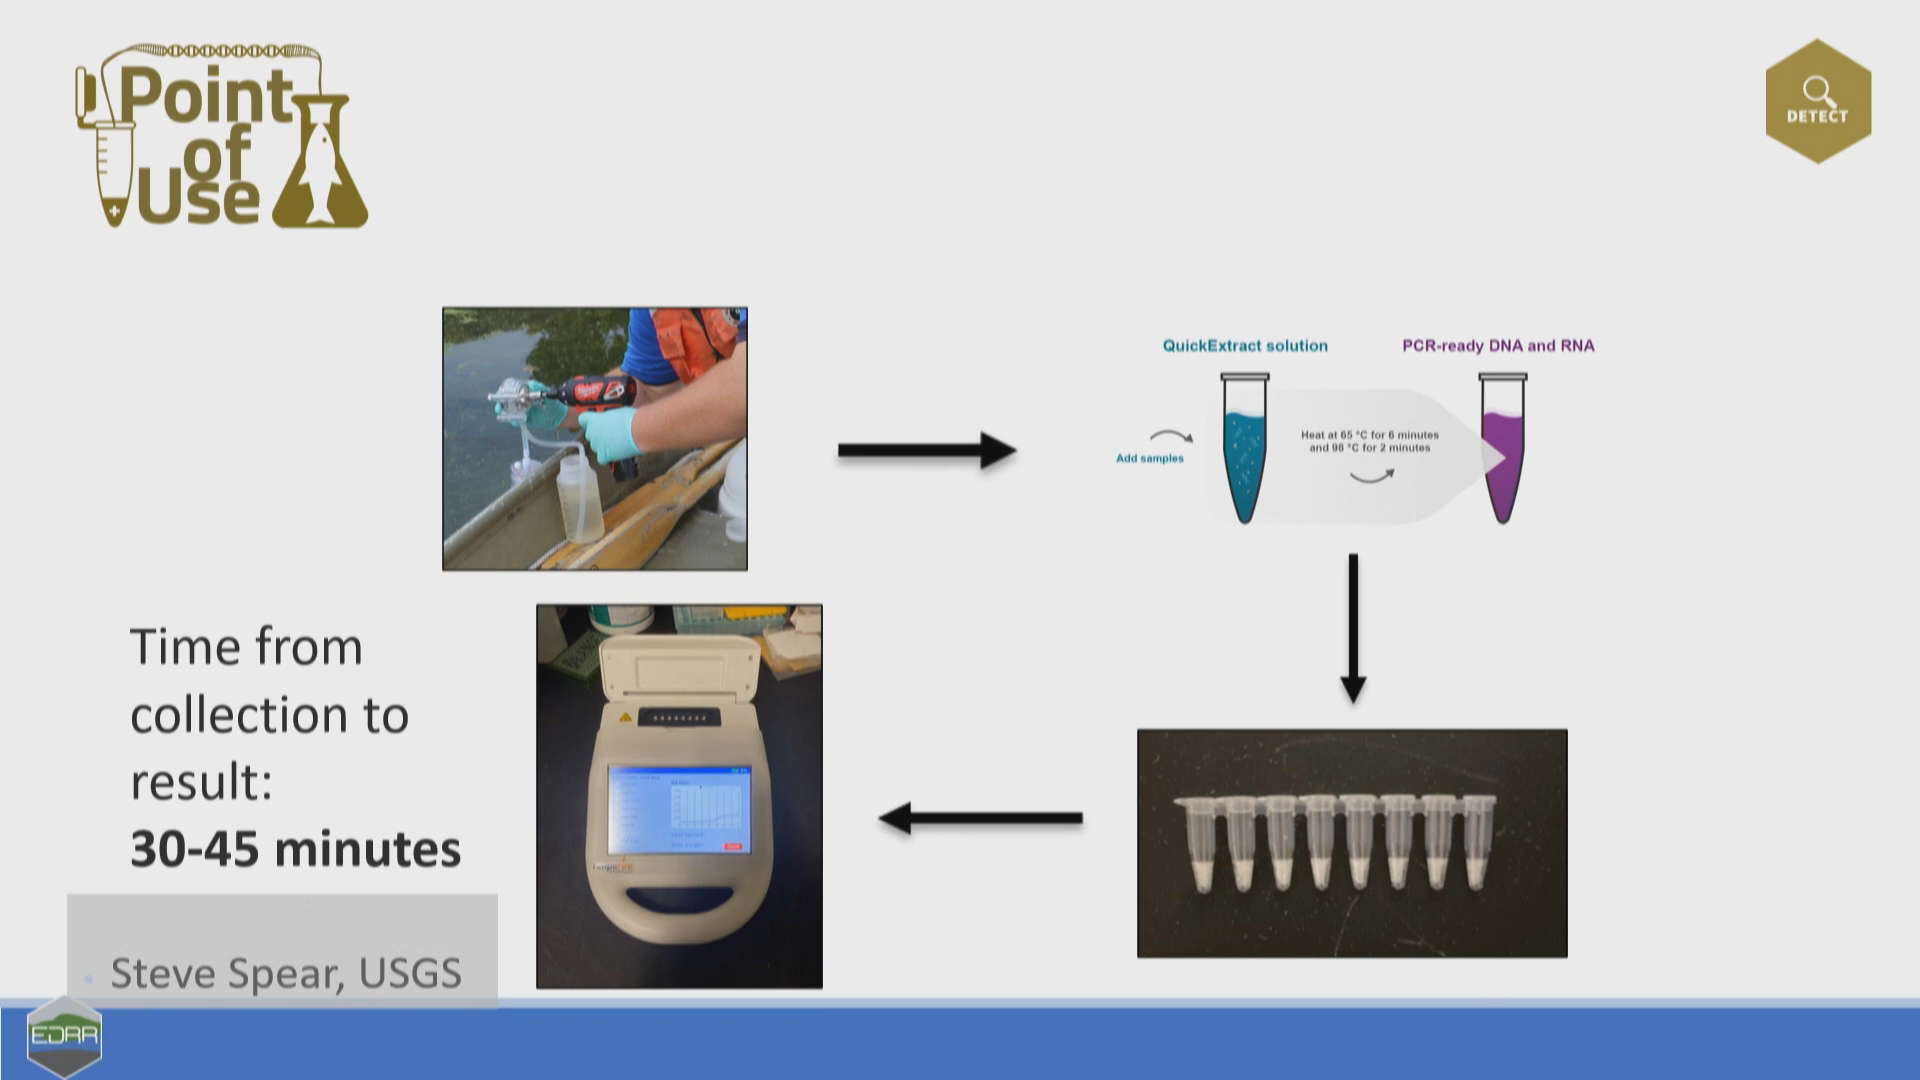 Point
of
Use
DETECT
QuickExtract solution
PCR-ready DNA and RNA
Add samples
Heat at 65 °C for 6 minutes
and 98 °C for 2 minutes
Time from
collection to
result:
30-45 minutes
Steve Spear, USGS
EDRR